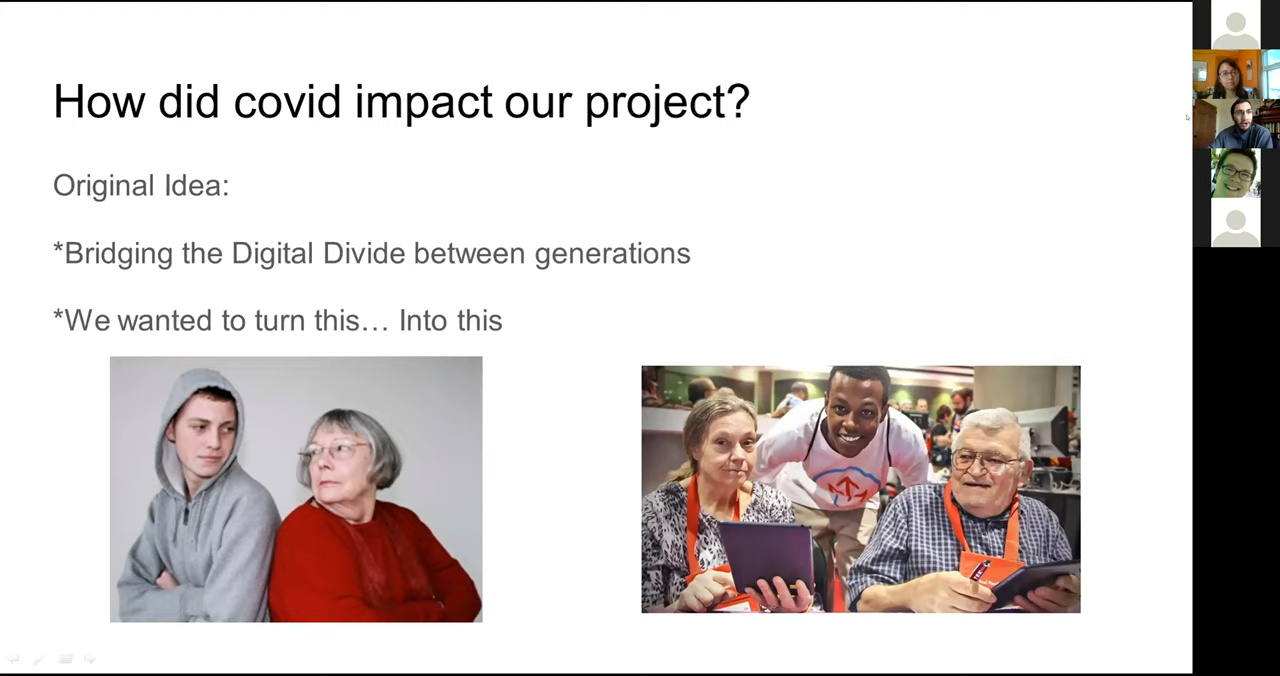 How did covid impact our project?
Original Idea:
*Bridging the Digital Divide between generations
*We wanted to turn this… Into this